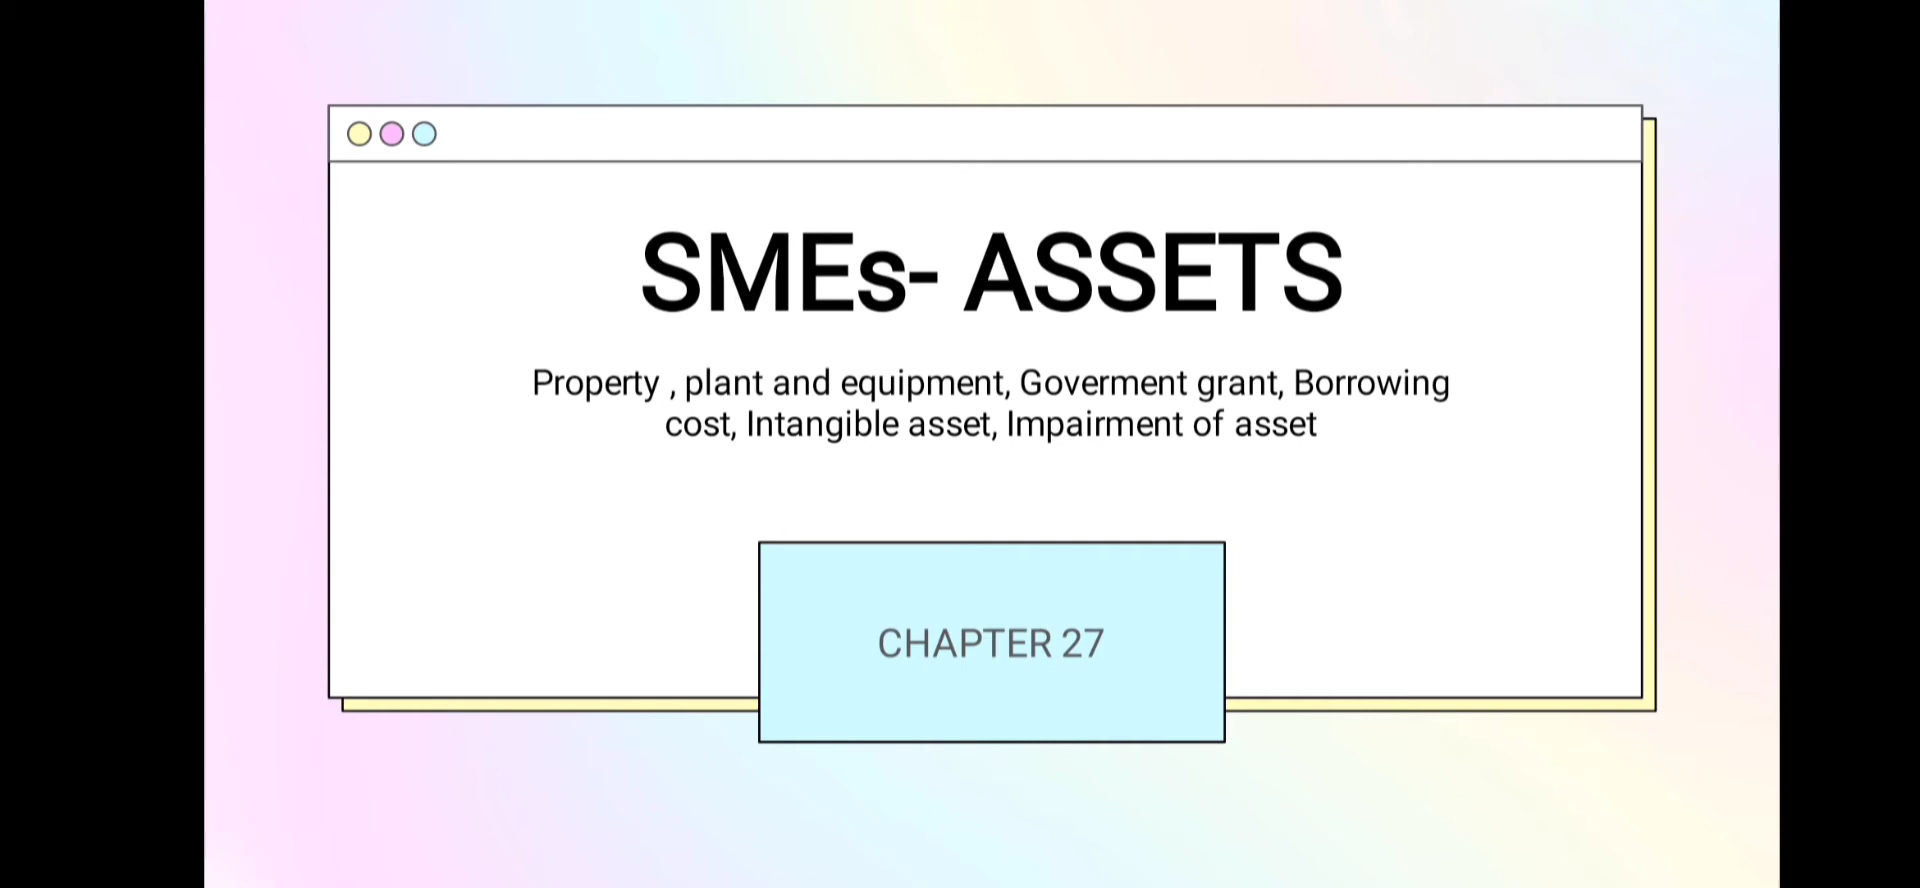 SMEs- ASSETS
Property , plant and equipment, Goverment grant, Borrowing
cost, Intangible asset, Impairment of asset
CHAPTER 27